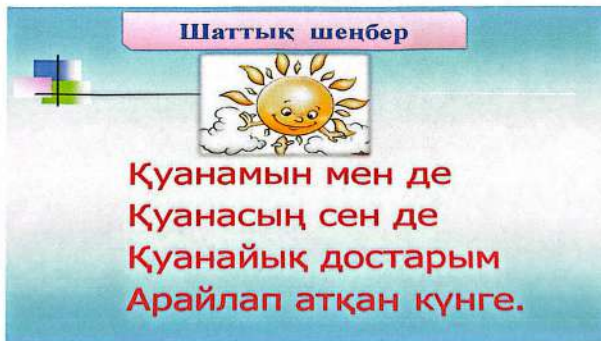 Шаттық шеңбер
Қуанамын мен де
Қуанасың сен де
Қуанайық достарым
Арайлап атқан күнге.